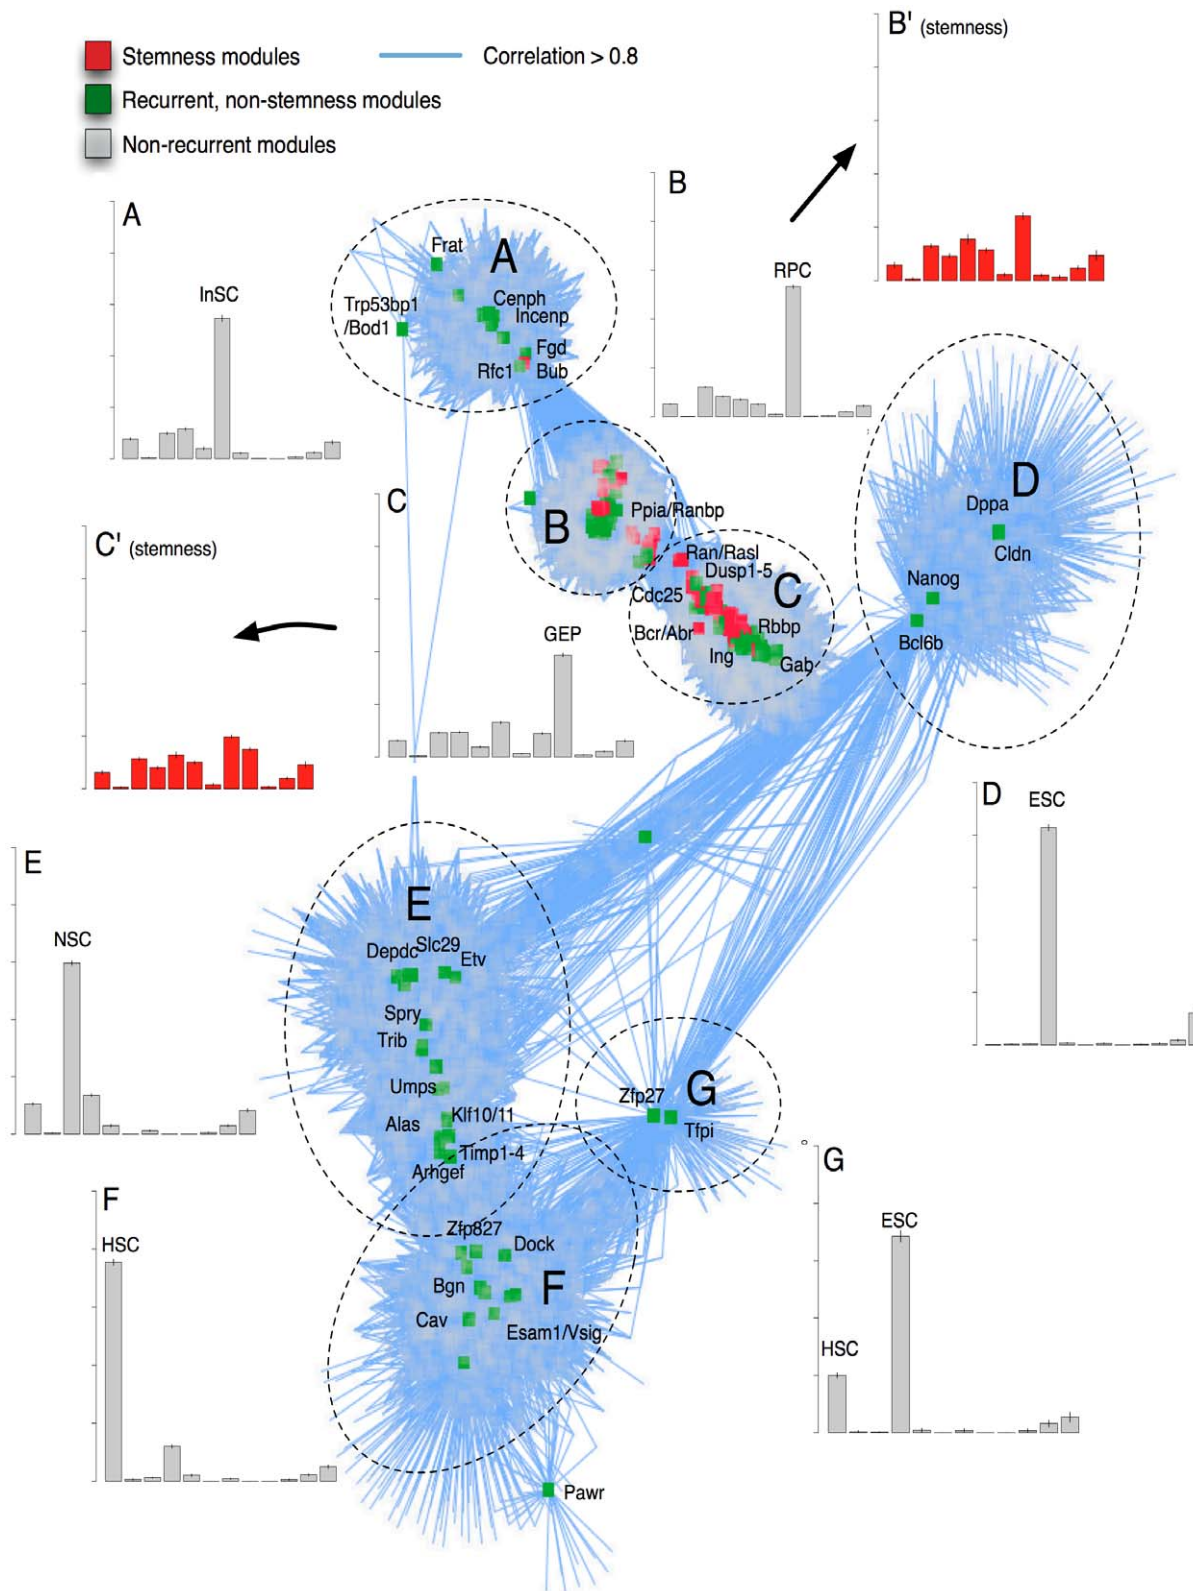 B' (stemness)
Stemness modules
Correlation > 0.8
Recurrent, non-stemness modules
Non-recurrent modules
A
InSC
B
RPC
Frat
A
Trp53bp1
/Bod1
Cenph
Incenp
Fgd
Rfc1
Bub
C
B
Ppia/Ranbp
D
Dppa
Cldn
Nanog
Bcl6b
C' (stemness)
Ran/Rasl
Dusp1-5
C
Cdc25
Bcr/Abr
Rbbp
Ing
Gab
GEP
D
ESC
E
NSC
E
Depdc
Slc29
Etv
Spry
Trib
Umps
Alas
Klf10/11
Timp1-4
Arhgef
Zfp27
G
Tfpi
G
ESC
HSC
F
HSC
Zfp827
Dock
Bgn
F
Cav
Esam1/Vsig
Pawr